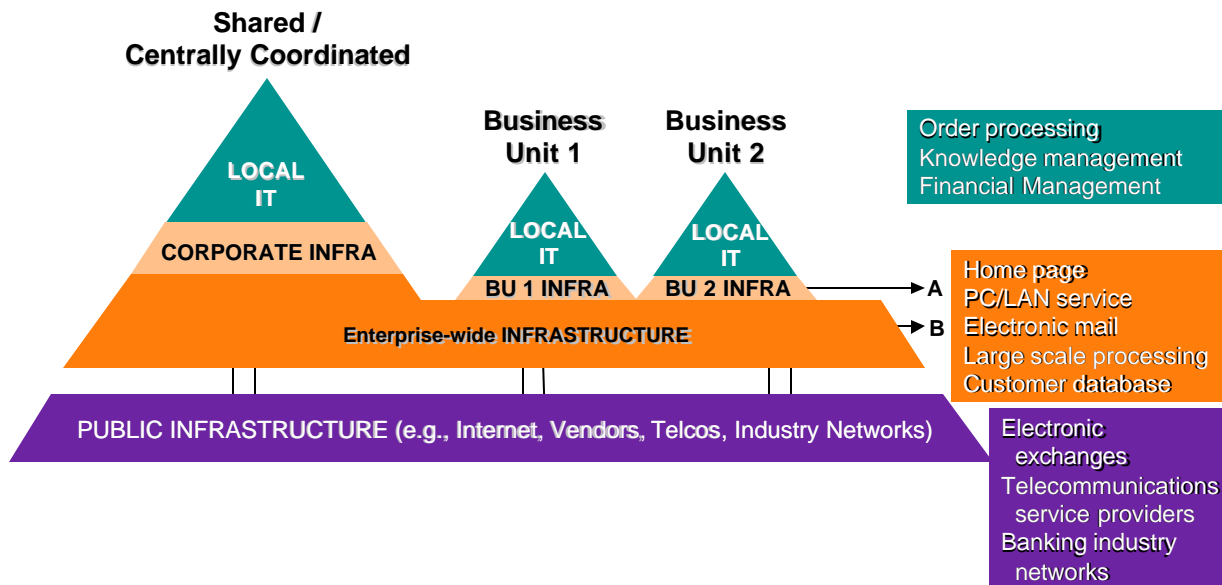 Shared /
Centrally Coordinated
Business
Unit 1
Business
Unit 2
LOCAL
IT
CORPORATE INFRA
LOCAL
IT
BU 1 INFRA
LOCAL
IT
BU 2 INFRA
A
B
Enterprise-wide INFRASTRUCTURE
PUBLIC INFRASTRUCTURE (e.g., Internet, Vendors, Telcos, Industry Networks)
Order processing
Knowledge management
Financial Management
Home page
PC/LAN service
Electronic mail
Large scale processing
Customer database
Electronic
exchanges
Telecommunications
service providers
Banking industry
networks